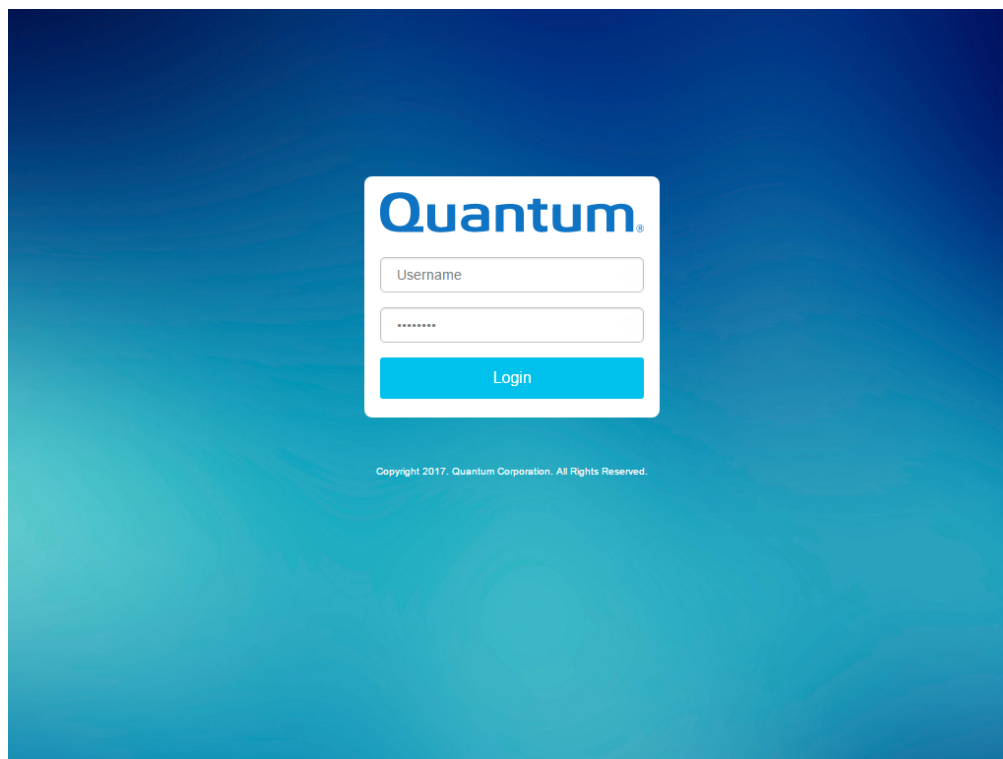 Quantum®
Username
••••••••
Login
Copyright 2017. Quantum Corporation. All Rights Reserved.